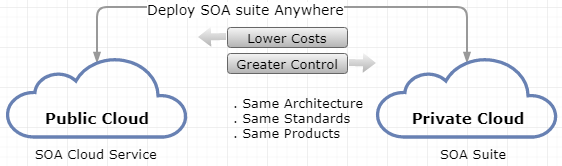 Deploy SOA suite Anywhere
Lower Costs
Greater Control
Public Cloud
. Same Architecture
. Same Standards
. Same Products
Private Cloud
SOA Cloud Service
SOA Suite